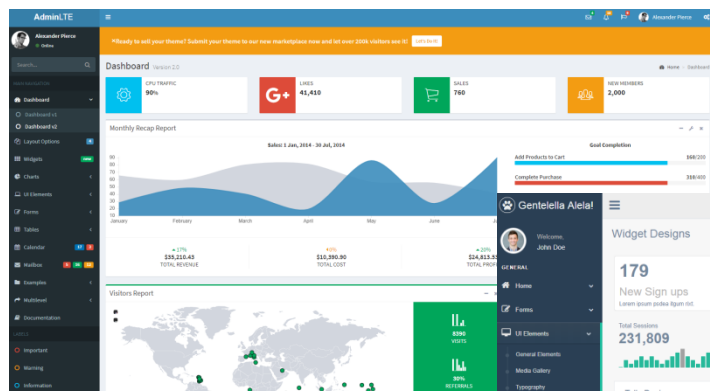 AdminLTE
Alexander Pierce
Alexander Pierce
Online
Ready to sell your theme? Submit your theme to our new marketplace now and let over 200k visitors see it!
Let's Do It!
Search...
Dashboard Version 2.0
Home Dashboard
MAIN NAVIGATION
Dashboard
Dashboard v1
Dashboard v2
Layout Options
Widgets
Charts
UI Elements
Forms
Tables
Calendar
Mailbox
Examples
Multilevel
Documentation
LABELS
Important
Warning
Information
CPU TRAFFIC
90%
G+
LIKES
41,410
SALES
760
NEW MEMBERS
2,000
Monthly Recap Report
Sales: 1 Jan, 2014 - 30 Jul, 2014
90
80
70
60
50
40
30
20
10
January
February
March
April
May
June
Goal Completion
Add Products to Cart
160/200
Complete Purchase
310/400
17%
$35,210.43
TOTAL REVENUE
0%
$10,390.90
TOTAL COST
20%
$24,813.53
TOTAL PROF
Visitors Report
8390
VISITS
30%
REFERRALS
Gentelella Alela!
Welcome,
John Doe
GENERAL
Home
Forms
UI Elements
General Elements
Media Gallery
Typography
Widget Designs
179
New Sign ups
Lorem ipsum psdea itgum rixt.
Total Sessions
231,809